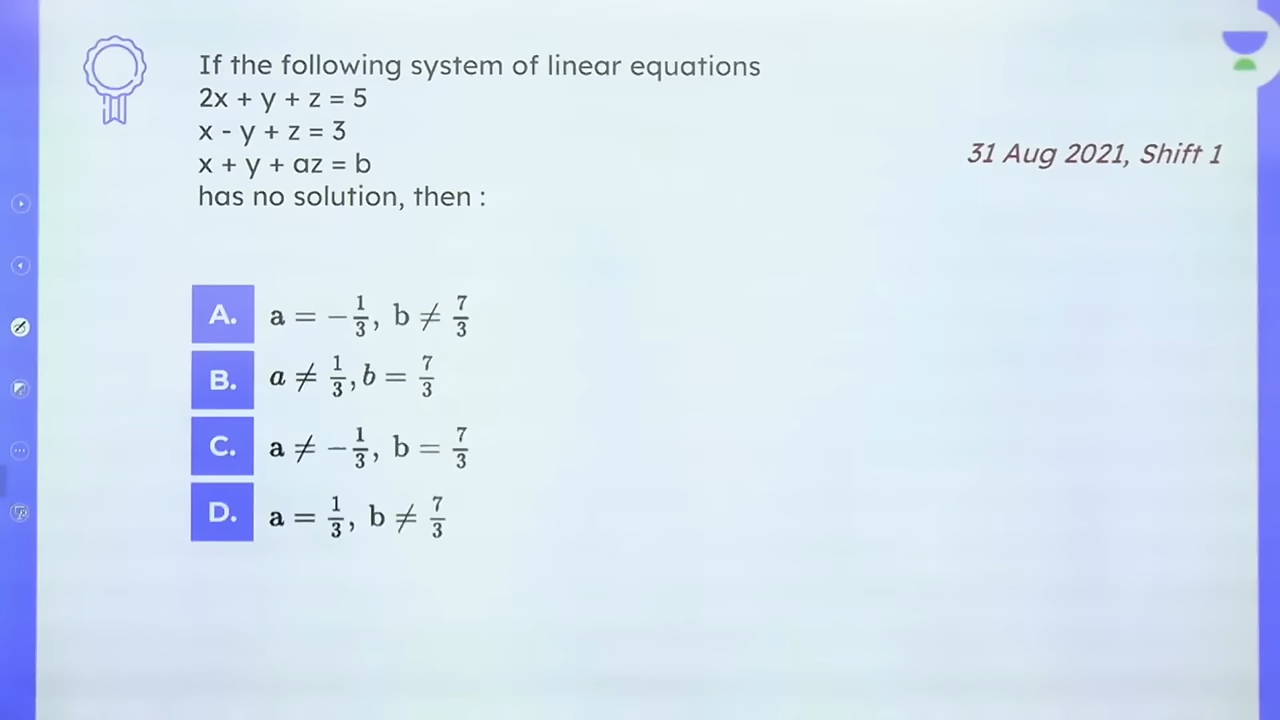 If the following system of linear equations
2x + y + z = 5
x - y + z = 3
x + y + az = b
has no solution, then :
31 Aug 2021, Shift 1
A. a = -1/3, b ≠ 7/3
B. a ≠ 1/3, b = 7/3
C. a ≠ -1/3, b = 7/3
D. a = 1/3, b ≠ 7/3